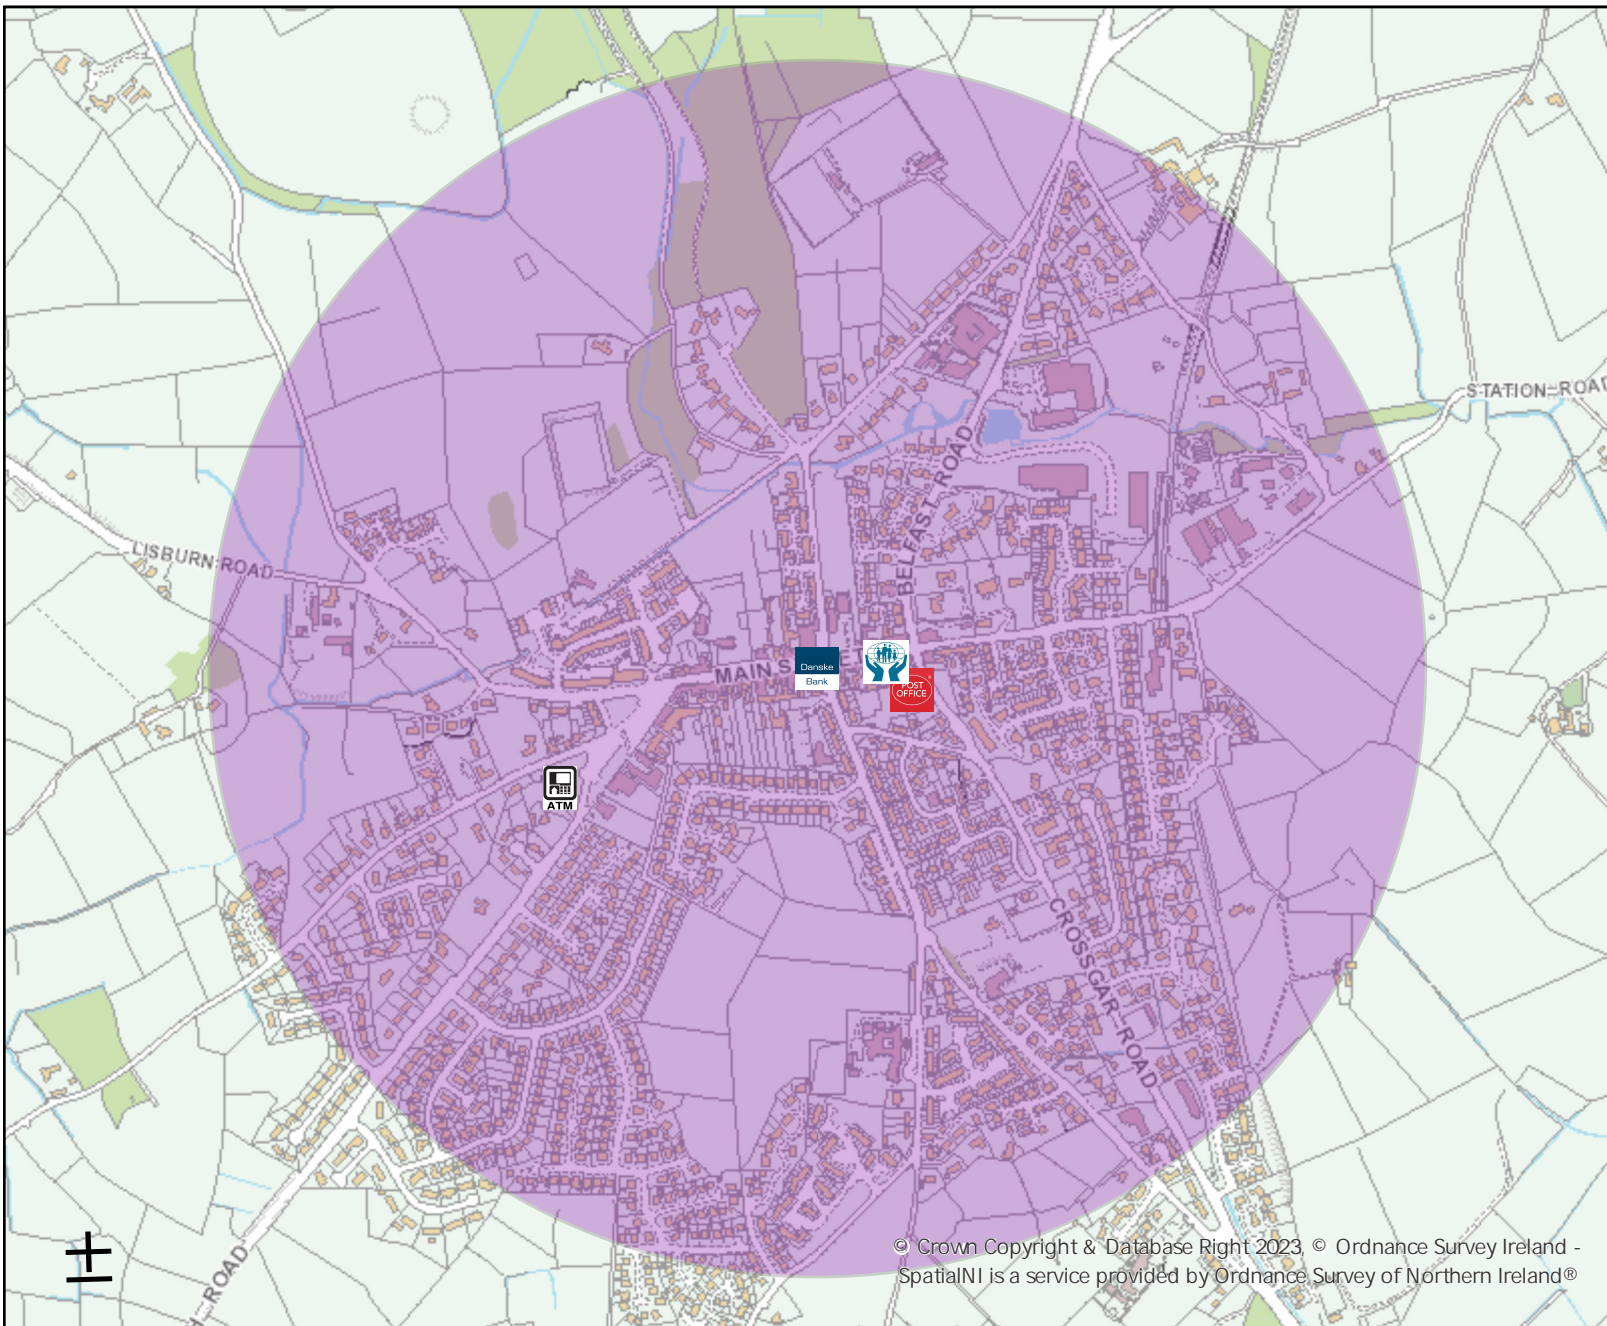 STATION ROAD
LISBURN ROAD
BELFAST ROAD
MAIN
Danske
Bank
POST
OFFICE
ATM
CROSSGAR ROAD
ROAD
© Crown Copyright & Database Right 2023, © Ordnance Survey Ireland -
SpatialNI is a service provided by Ordnance Survey of Northern Ireland®